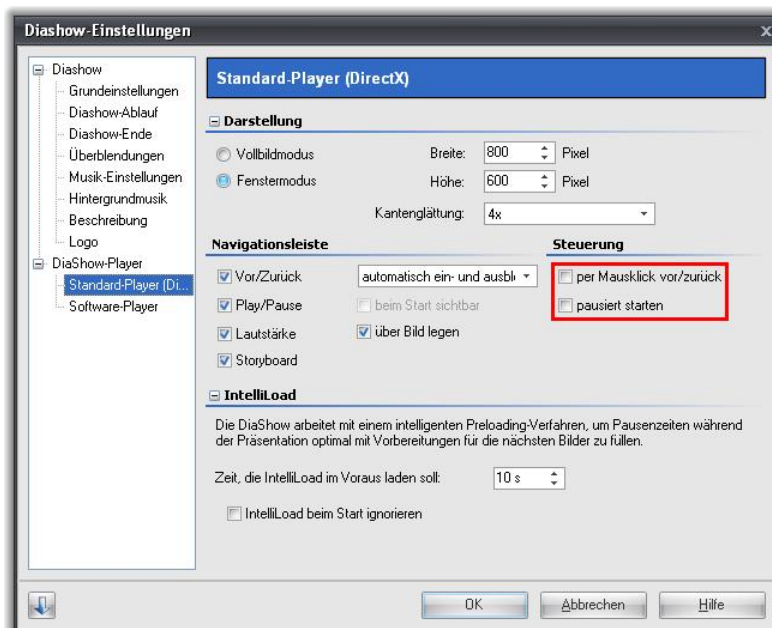 Diashow-Einstellungen
x
Diashow
Grundeinstellungen
Diashow-Ablauf
Diashow-Ende
Überblendungen
Musik-Einstellungen
Hintergrundmusik
Beschreibung
Logo
DiaShow-Player
Standard-Player (Di...
Software-Player
Standard-Player (DirectX)
Darstellung
Vollbildmodus
Breite: 800 Pixel
Fenstermodus
Höhe: 600 Pixel
Kantenglättung: 4x
Navigationsleiste
Steuerung
Vor/Zurück
automatisch ein- und ausbl
per Mausklick vor/zurück
Play/Pause
beim Start sichtbar
pausiert starten
Lautstärke
über Bild legen
Storyboard
IntelliLoad
Die DiaShow arbeitet mit einem intelligenten Preloading-Verfahren, um Pausenzeiten während
der Präsentation optimal mit Vorbereitungen für die nächsten Bilder zu füllen.
Zeit, die IntelliLoad im Voraus laden soll: 10 s
IntelliLoad beim Start ignorieren
OK
Abbrechen
Hilfe